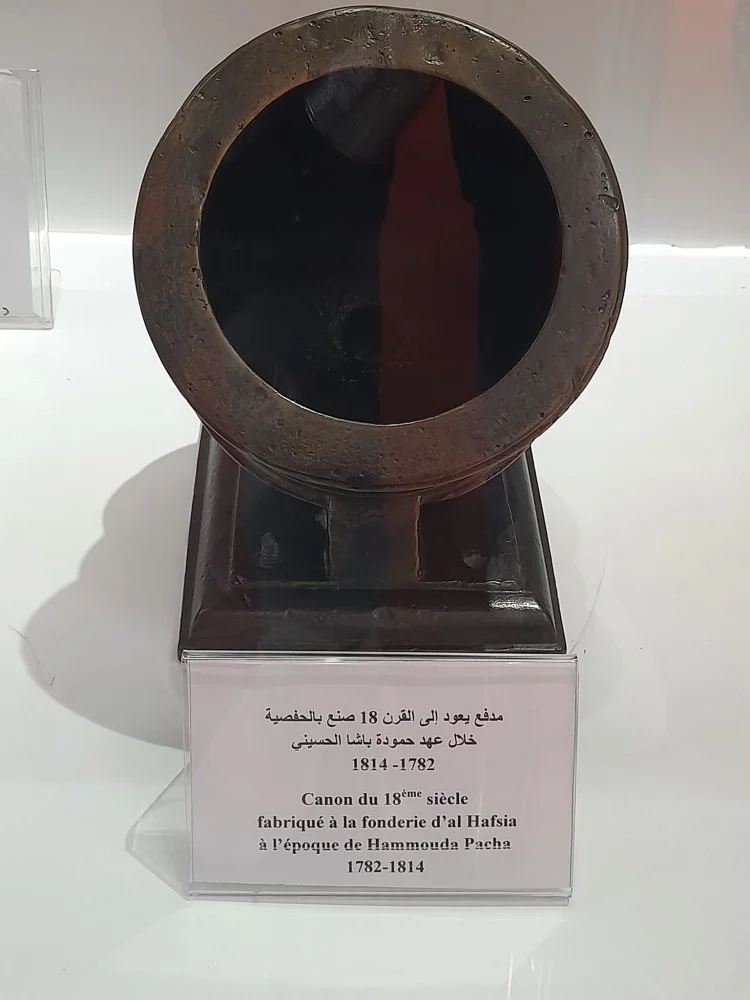 مدفع يعود إلى القرن 18 صنع بالحفصية
خلال عهد حمودة باشا الحسيني
1814 -1782
Canon du 18ème siècle
fabriqué à la fonderie d'al Hafsia
à l'époque de Hammouda Pacha
1782-1814